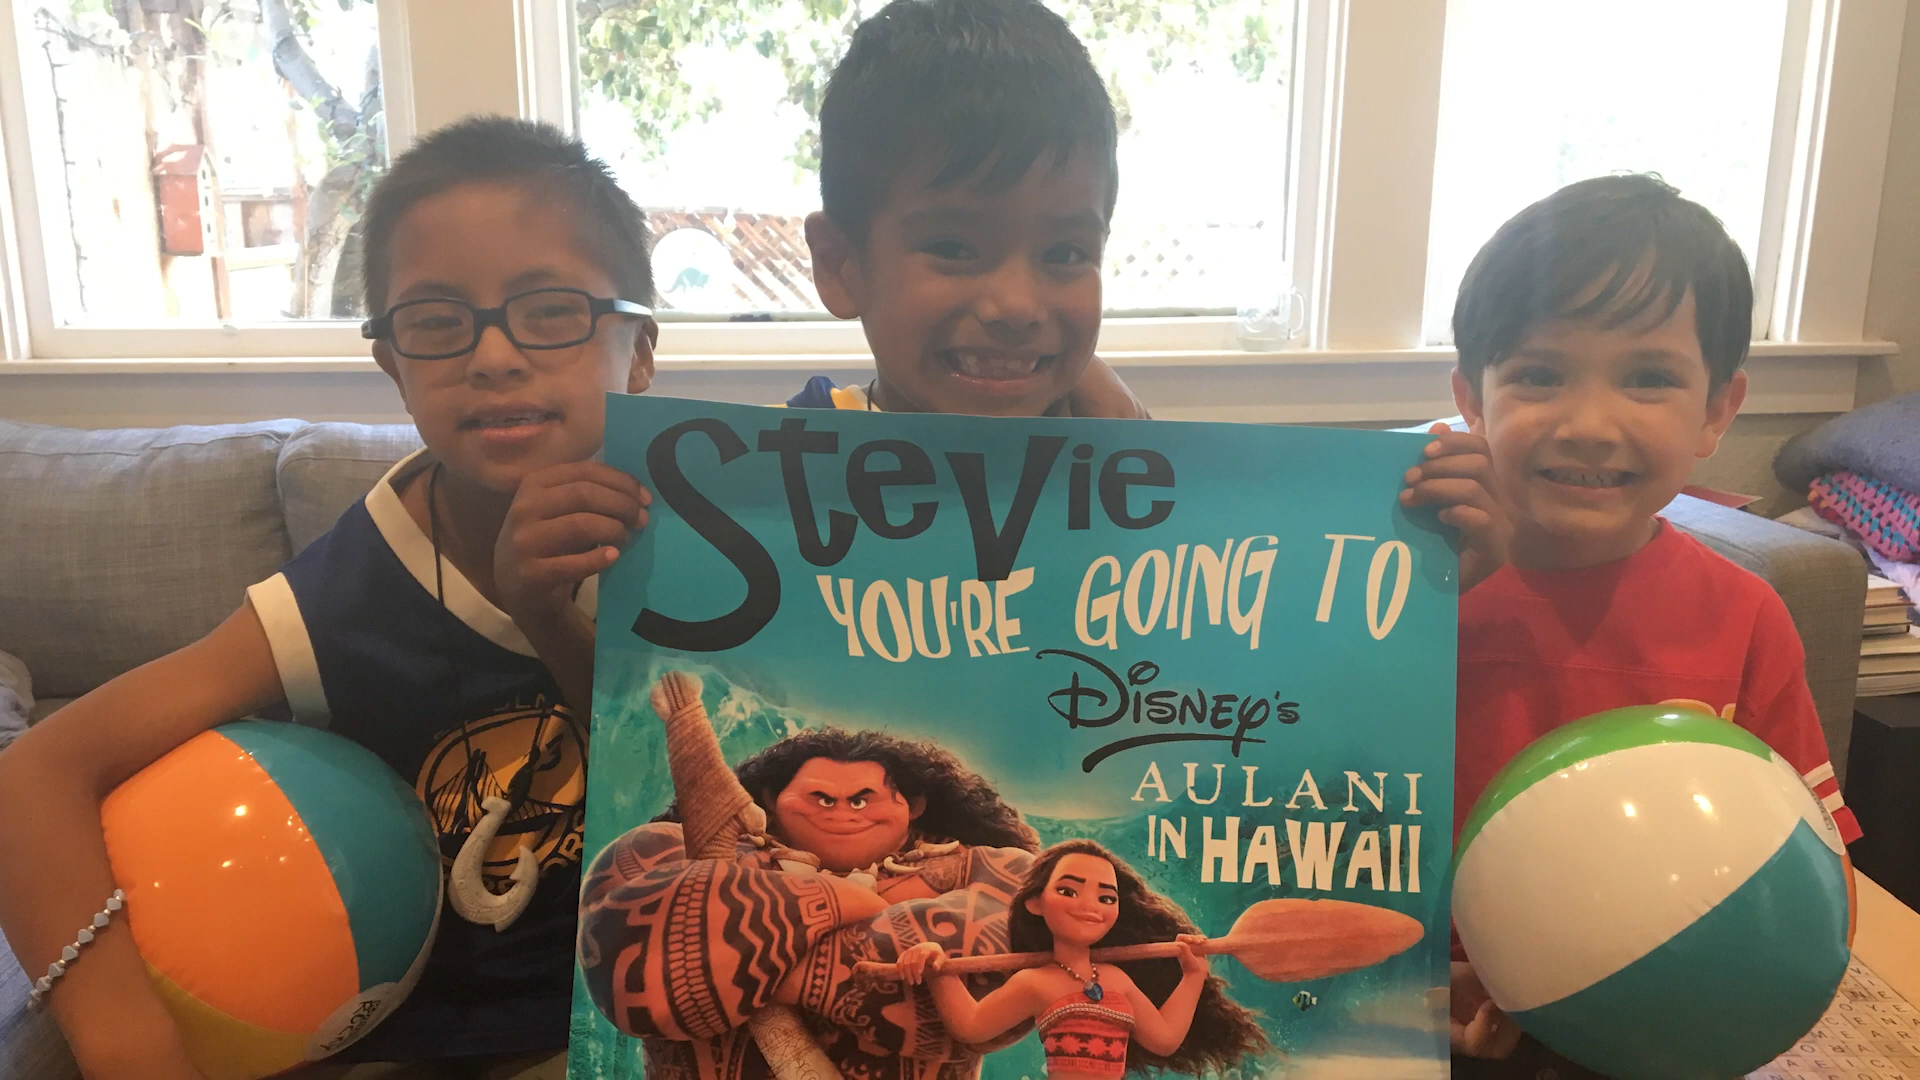 Stevie
YOU'RE GOING TO
DISNEY'S
AULANI
IN HAWAII